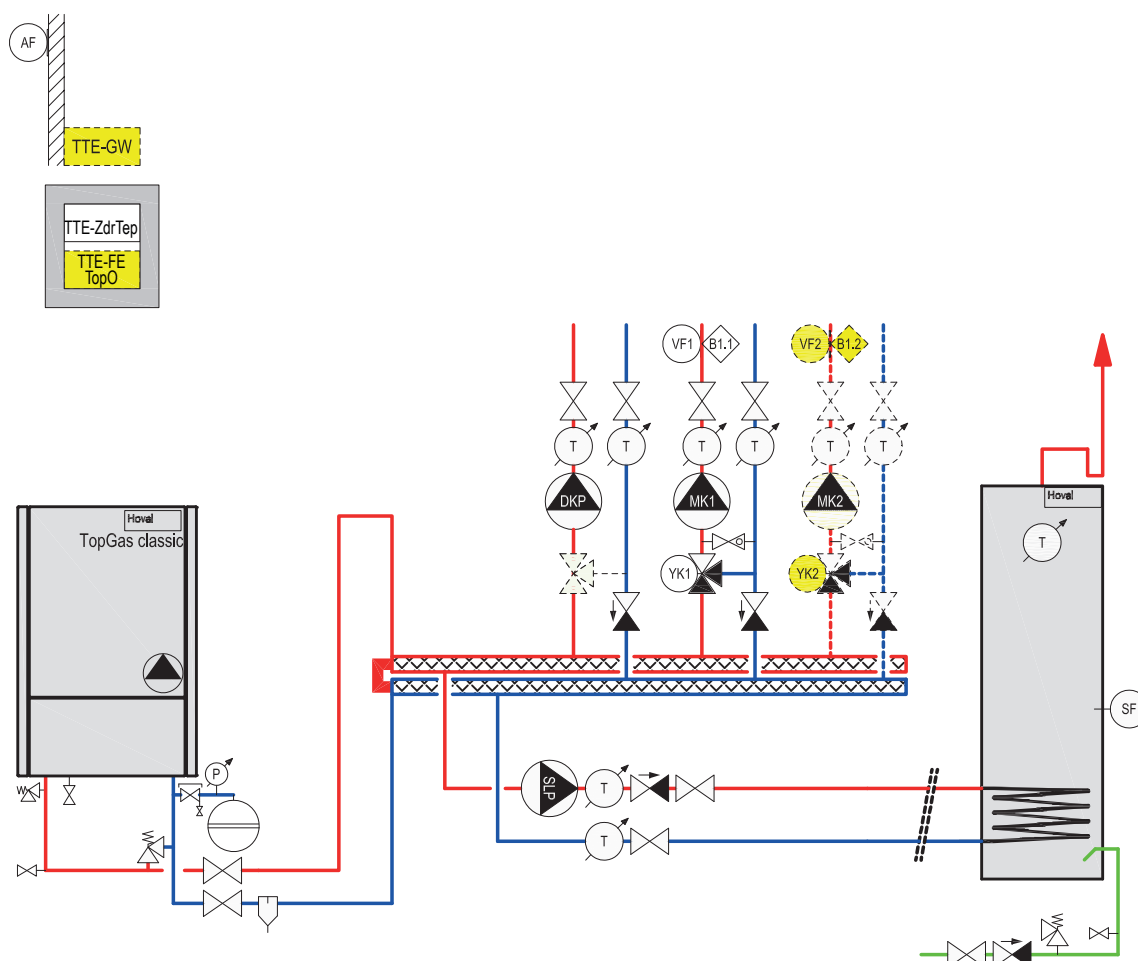 AF
TTE-GW
TTE-ZdrTep
TTE-FE
TopO
VF1
B1.1
VF2
B1.2
T
T
T
T
T
T
DKP
MK1
MK2
YK1
YK2
Hoval
TopGas classic
Hoval
T
SF
P
SLP
T
T